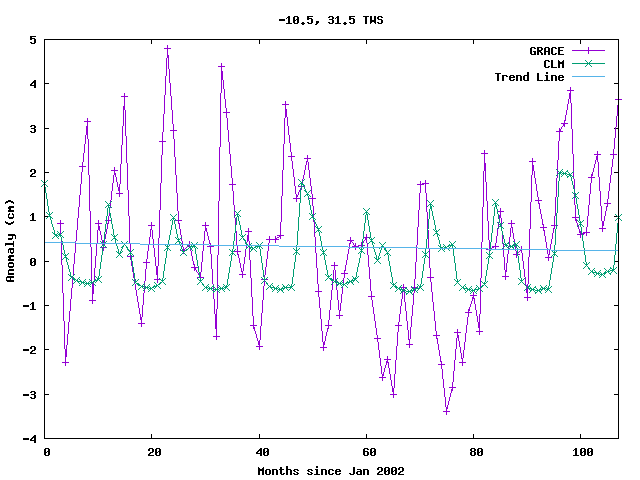 -10.5, 31.5 TWS
GRACE
CLM
Trend Line
5
4
3
2
1
0
-1
-2
-3
-4
Anomaly (cm)
0 20 40 60 80 100
Months since Jan 2002